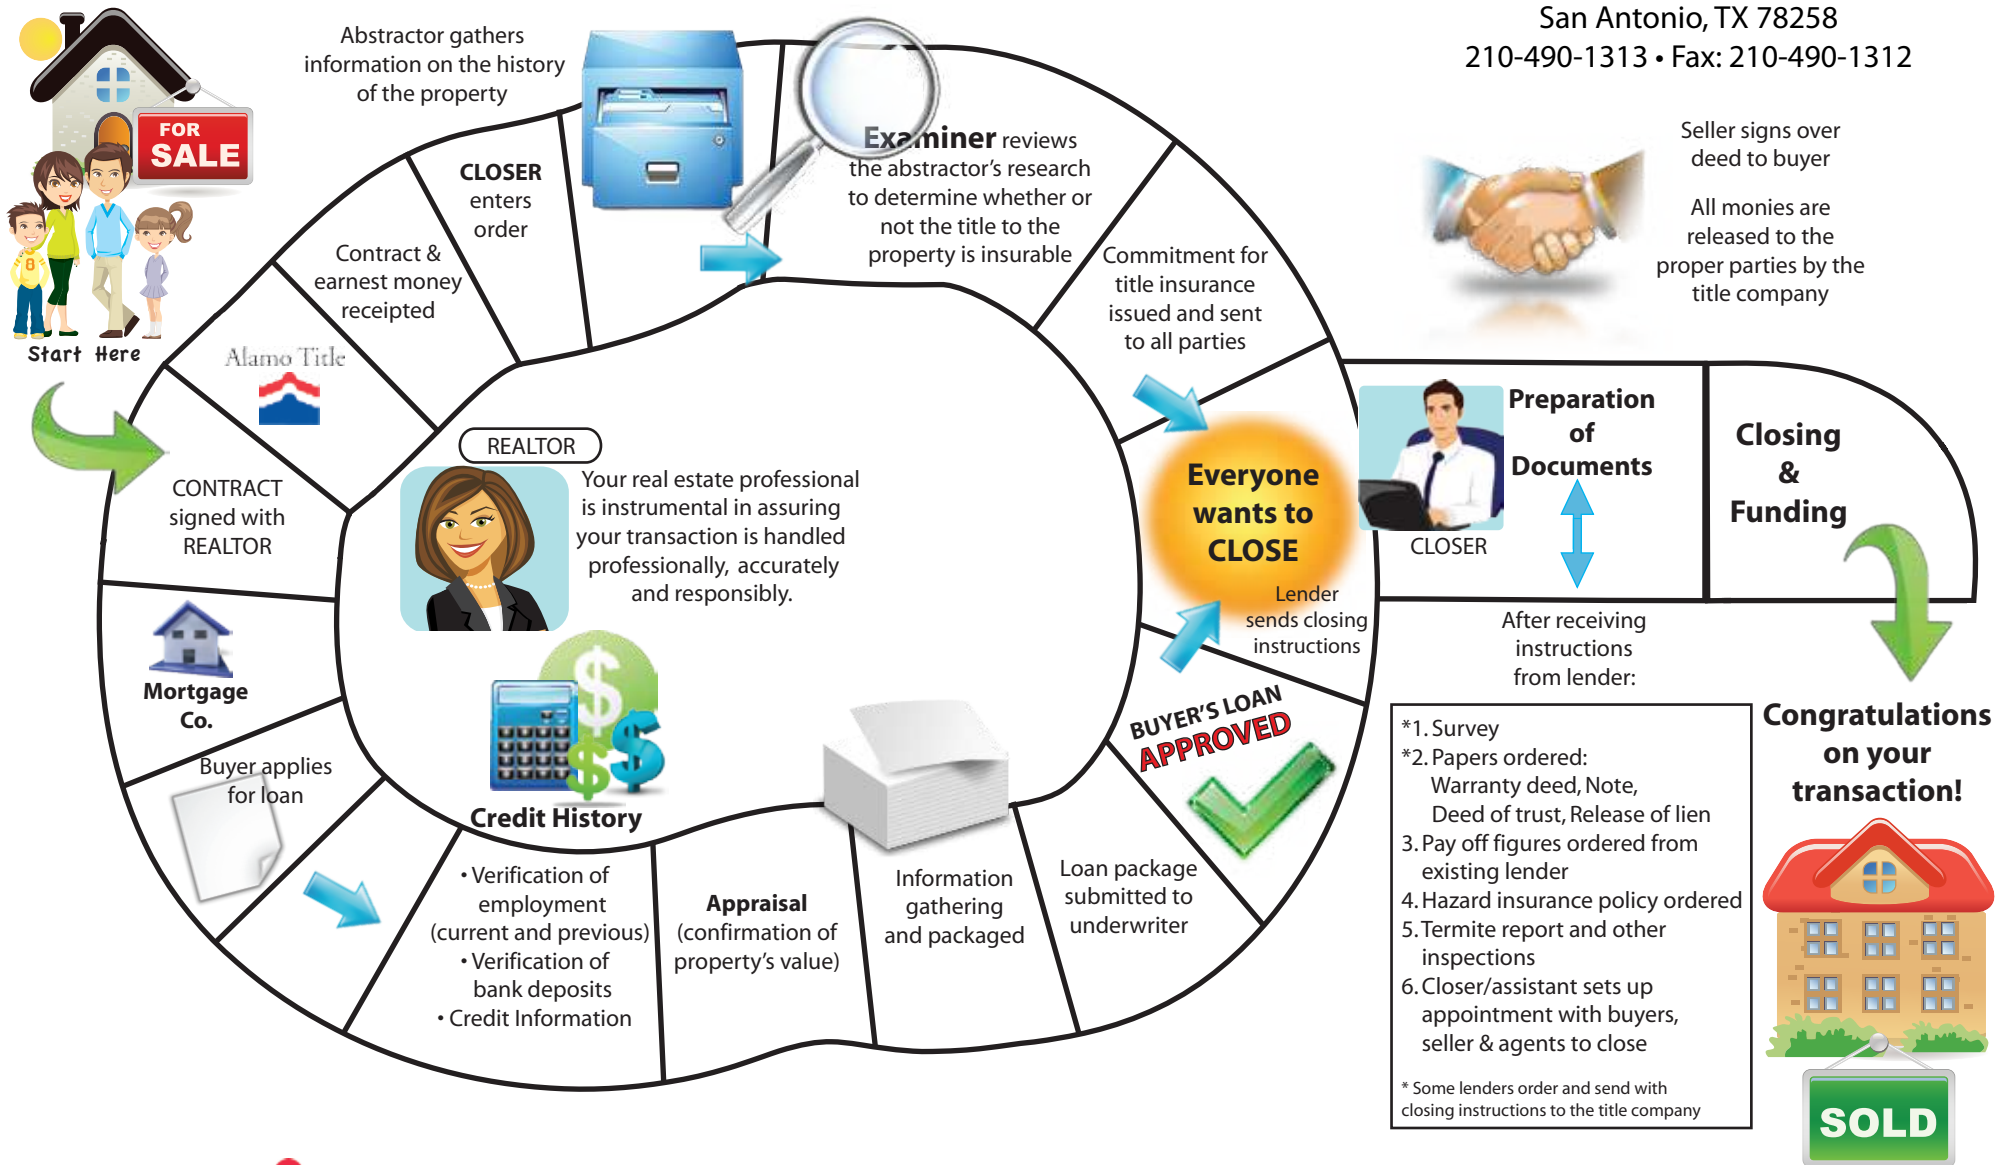 San Antonio, TX 78258
210-490-1313 • Fax: 210-490-1312
FOR
SALE
Start Here
CONTRACT
signed with
REALTOR
Alamo Title
Contract &
earnest money
receipted
CLOSER
enters
order
Abstractor gathers
information on the history
of the property
Examiner reviews
the abstractor's research
to determine whether or
not the title to the
property is insurable
Commitment for
title insurance
issued and sent
to all parties
Mortgage
Co.
Buyer applies
for loan
Credit History
• Verification of
employment
(current and previous)
• Verification of
bank deposits
• Credit Information
Appraisal
(confirmation of
property's value)
Information
gathering
and packaged
Loan package
submitted to
underwriter
BUYER'S LOAN
APPROVED
Lender
sends closing
instructions
Everyone
wants to
CLOSE
REALTOR
Your real estate professional
is instrumental in assuring
your transaction is handled
professionally, accurately
and responsibly.
CLOSER
Preparation
of
Documents
After receiving
instructions
from lender:
*1. Survey
*2. Papers ordered:
Warranty deed, Note,
Deed of trust, Release of lien
3. Pay off figures ordered from
existing lender
4. Hazard insurance policy ordered
5. Termite report and other
inspections
6. Closer/assistant sets up
appointment with buyers,
seller & agents to close
* Some lenders order and send with
closing instructions to the title company
Seller signs over
deed to buyer
All monies are
released to the
proper parties by the
title company
Closing
&
Funding
Congratulations
on your
transaction!
SOLD